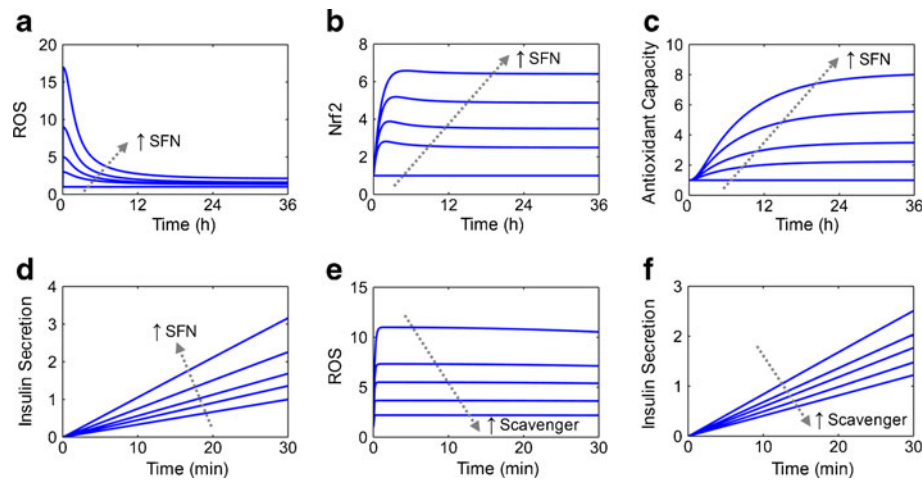 a
20
15
10
5
0
ROS
↑ SFN
0 12 24 36
Time (h)
b
8
6
4
2
0
Nrf2
↑ SFN
0 12 24 36
Time (h)
c
10
8
6
4
2
0
Antioxidant Capacity
↑ SFN
0 12 24 36
Time (h)
d
4
3
2
1
0
Insulin Secretion
↑ SFN
0 10 20 30
Time (min)
e
15
10
5
0
ROS
↑ Scavenger
0 10 20 30
Time (min)
f
3
2
1
0
Insulin Secretion
↑ Scavenger
0 10 20 30
Time (min)